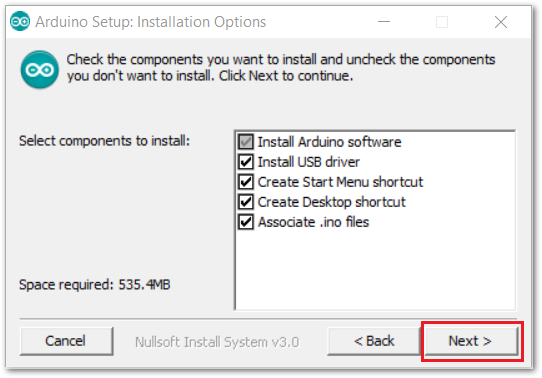 Arduino Setup: Installation Options
Check the components you want to install and uncheck the components
you don't want to install. Click Next to continue.
Select components to install:
Install Arduino software
Install USB driver
Create Start Menu shortcut
Create Desktop shortcut
Associate .ino files
Space required: 535.4MB
Cancel
Nullsoft Install System v3.0
< Back
Next >